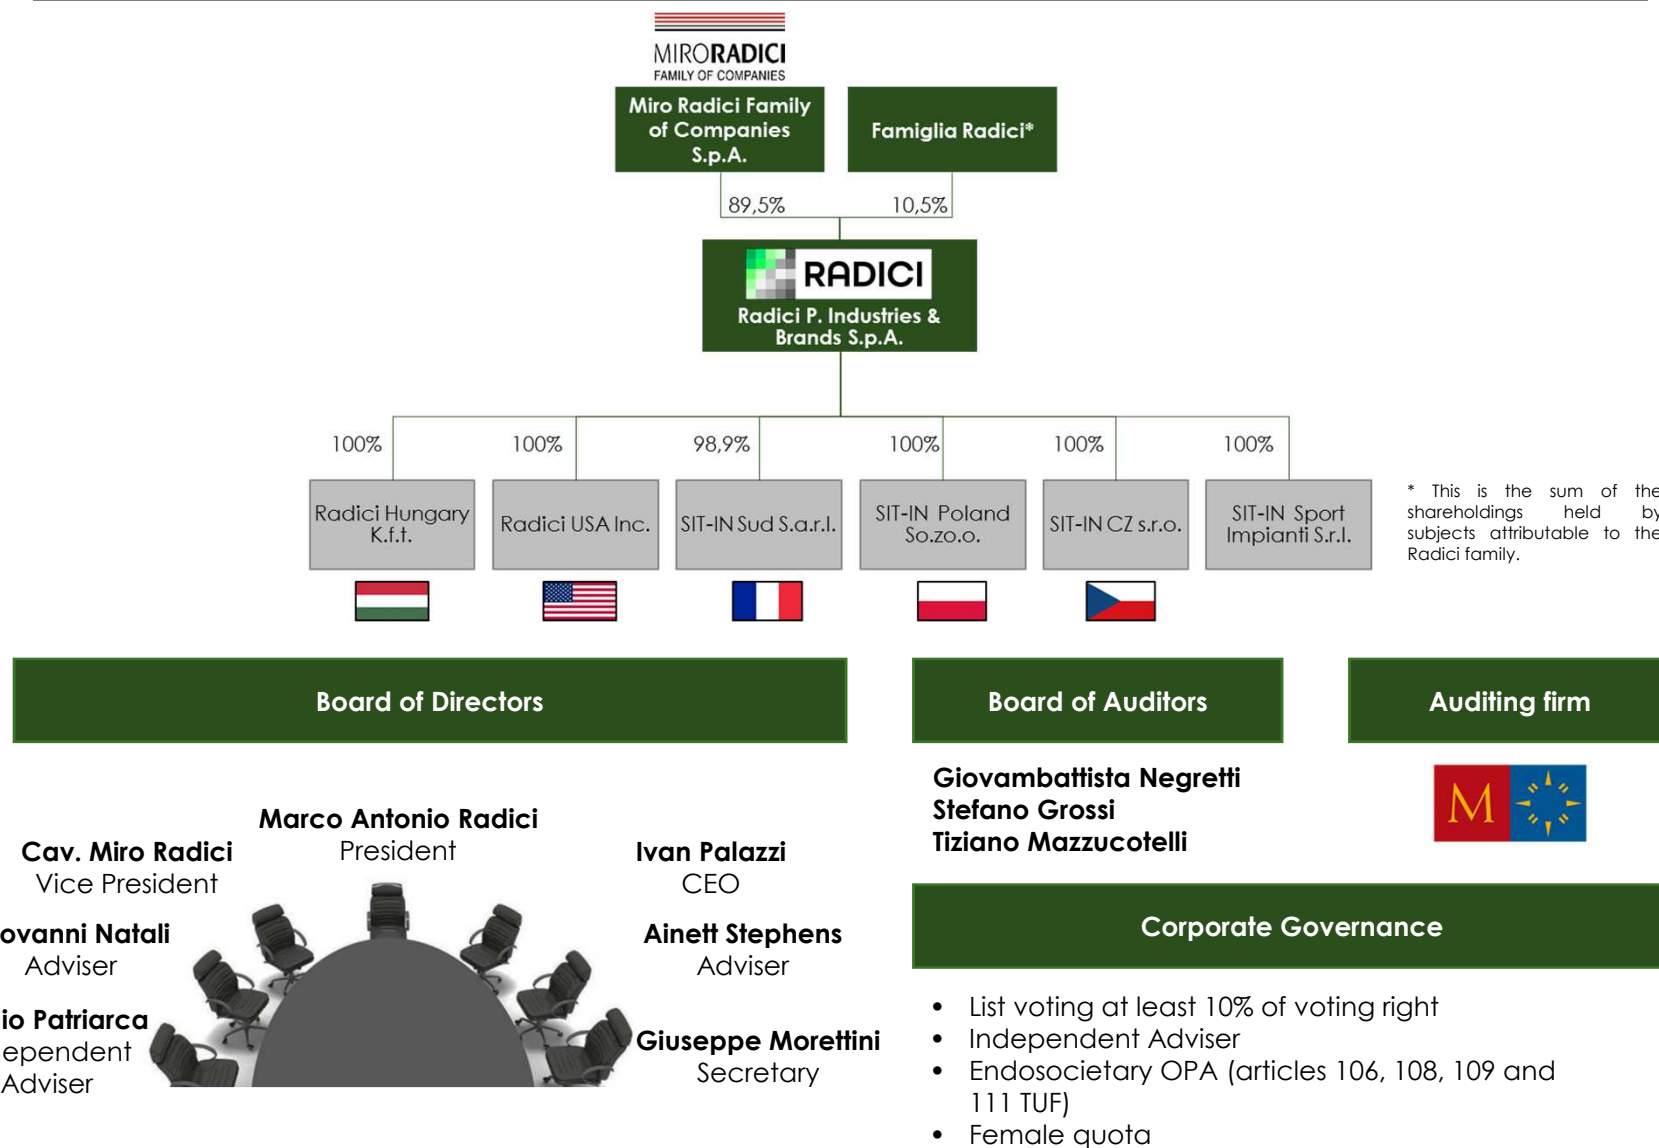 MIRORADICI
FAMILY OF COMPANIES
Miro Radici Family
of Companies
S.p.A.
Famiglia Radici*
89,5%
10,5%
RADICI
Radici P. Industries &
Brands S.p.A.
100%
100%
98,9%
100%
100%
100%
Radici Hungary
K.f.t.
Radici USA Inc.
SIT-IN Sud S.a.r.l.
SIT-IN Poland
So.zo.o.
SIT-IN CZ s.r.o.
SIT-IN Sport
Impianti S.r.l.
* This is the sum of the
shareholdings held by
subjects attributable to the
Radici family.
Board of Directors
Marco Antonio Radici
President
Cav. Miro Radici
Vice President
Ivan Palazzi
CEO
ovanni Natali
Adviser
Ainett Stephens
Adviser
io Patriarca
ependent
Adviser
Giuseppe Morettini
Secretary
Board of Auditors
Giovambattista Negretti
Stefano Grossi
Tiziano Mazzucotelli
Auditing firm
M
Corporate Governance
• List voting at least 10% of voting right
• Independent Adviser
• Endosocietary OPA (articles 106, 108, 109 and
111 TUF)
• Female quota